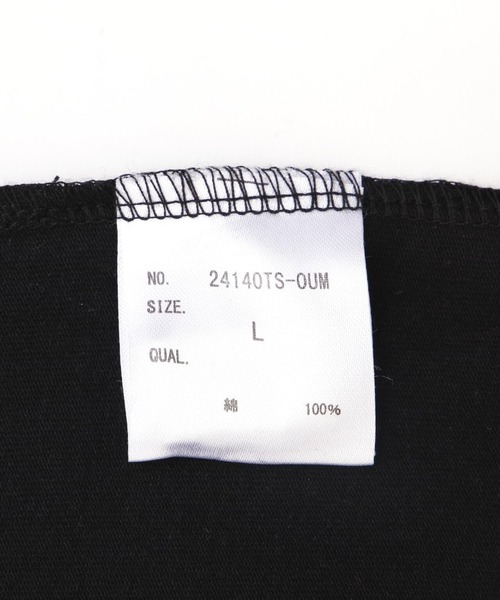 NO. 24140TS-OUM
SIZE.
L
QUAL.
綿 100%